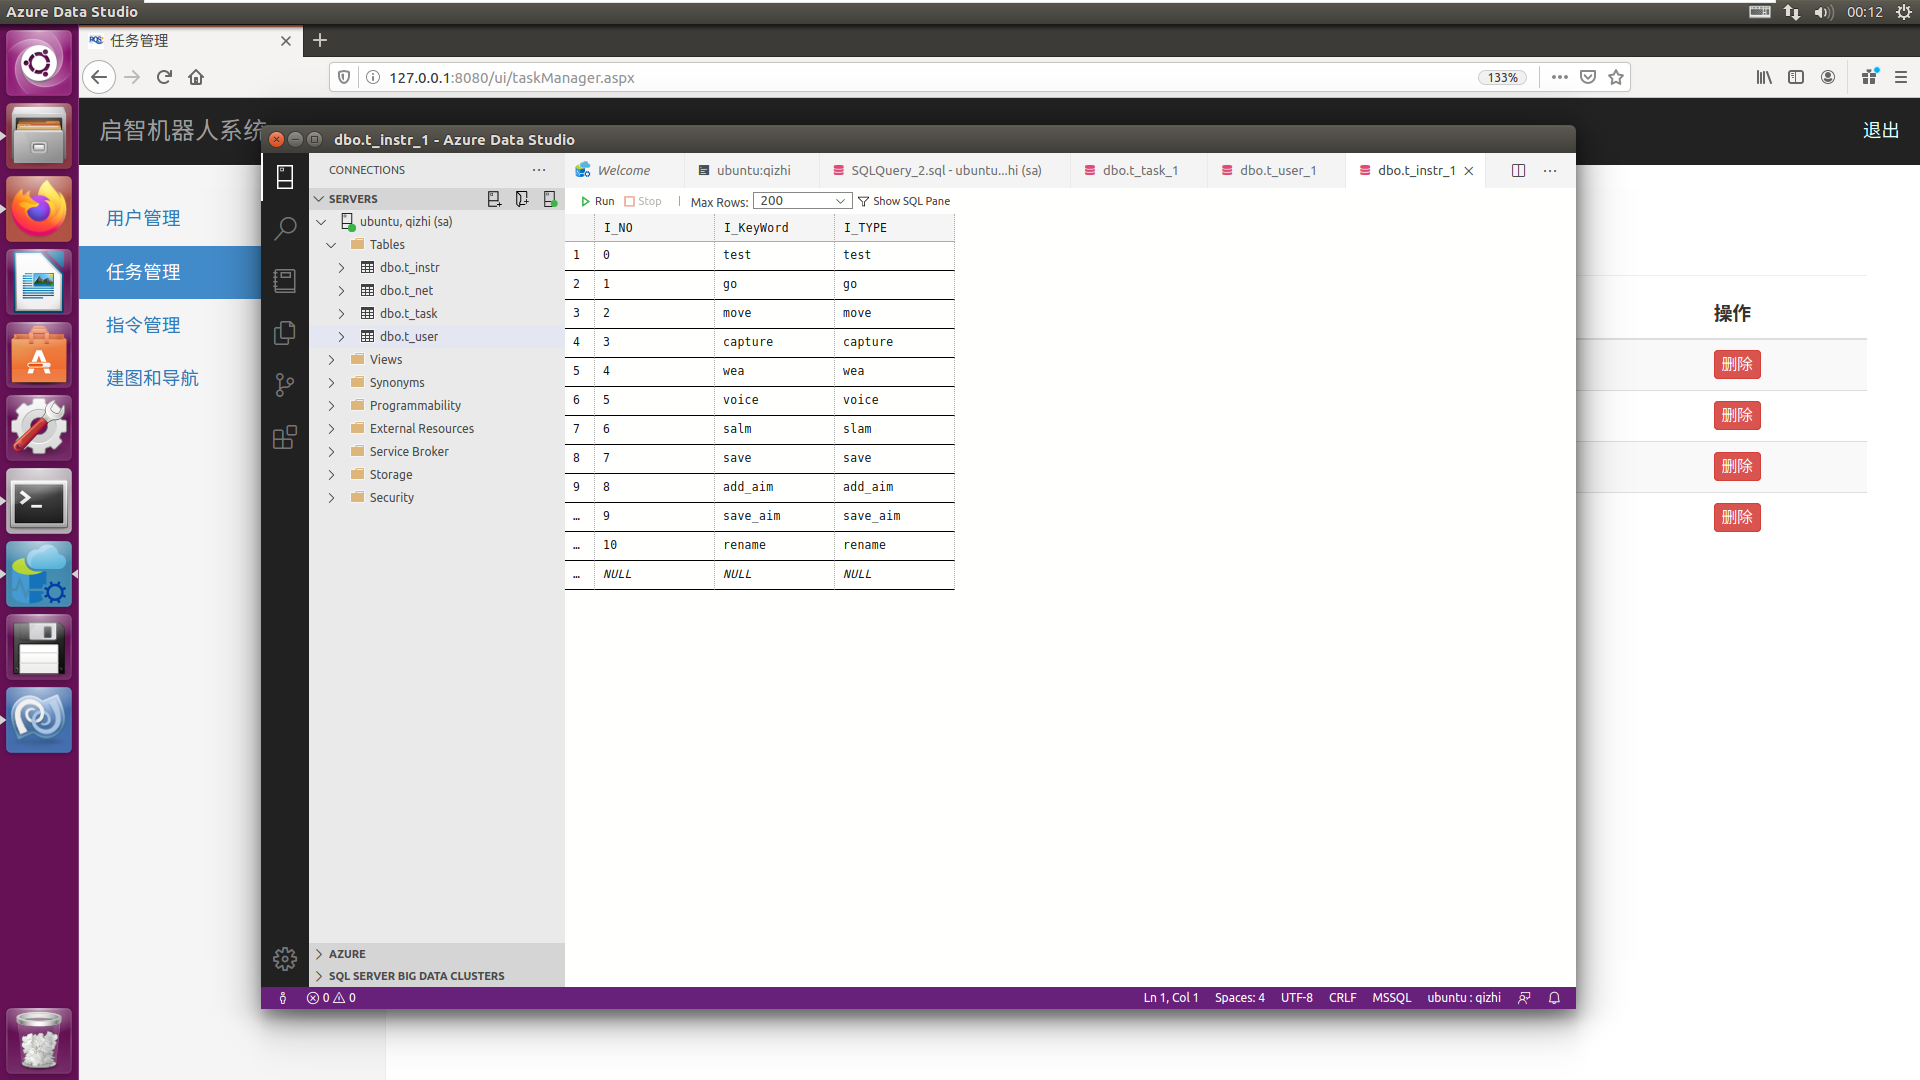 Azure Data Studio
00:12
任务管理
127.0.0.1:8080/ui/taskManager.aspx
133%
启智机器人系统
退出
用户管理
任务管理
指令管理
建图和导航
操作
删除
删除
删除
删除
dbo.t_instr_1 - Azure Data Studio
CONNECTIONS
SERVERS
ubuntu, qizhi (sa)
Tables
dbo.t_instr
dbo.t_net
dbo.t_task
dbo.t_user
Views
Synonyms
Programmability
External Resources
Service Broker
Storage
Security
AZURE
SQL SERVER BIG DATA CLUSTERS
Welcome
ubuntu:qizhi
SQLQuery_2.sql - ubuntu...hi (sa)
dbo.t_task_1
dbo.t_user_1
dbo.t_instr_1
Run Stop Max Rows: 200 Show SQL Pane
I_NO I_KeyWord I_TYPE
1 0 test test
2 1 go go
3 2 move move
4 3 capture capture
5 4 wea wea
6 5 voice voice
7 6 salm slam
8 7 save save
9 8 add_aim add_aim
… 9 save_aim save_aim
… 10 rename rename
… NULL NULL NULL
0 0
Ln 1, Col 1 Spaces: 4 UTF-8 CRLF MSSQL ubuntu : qizhi